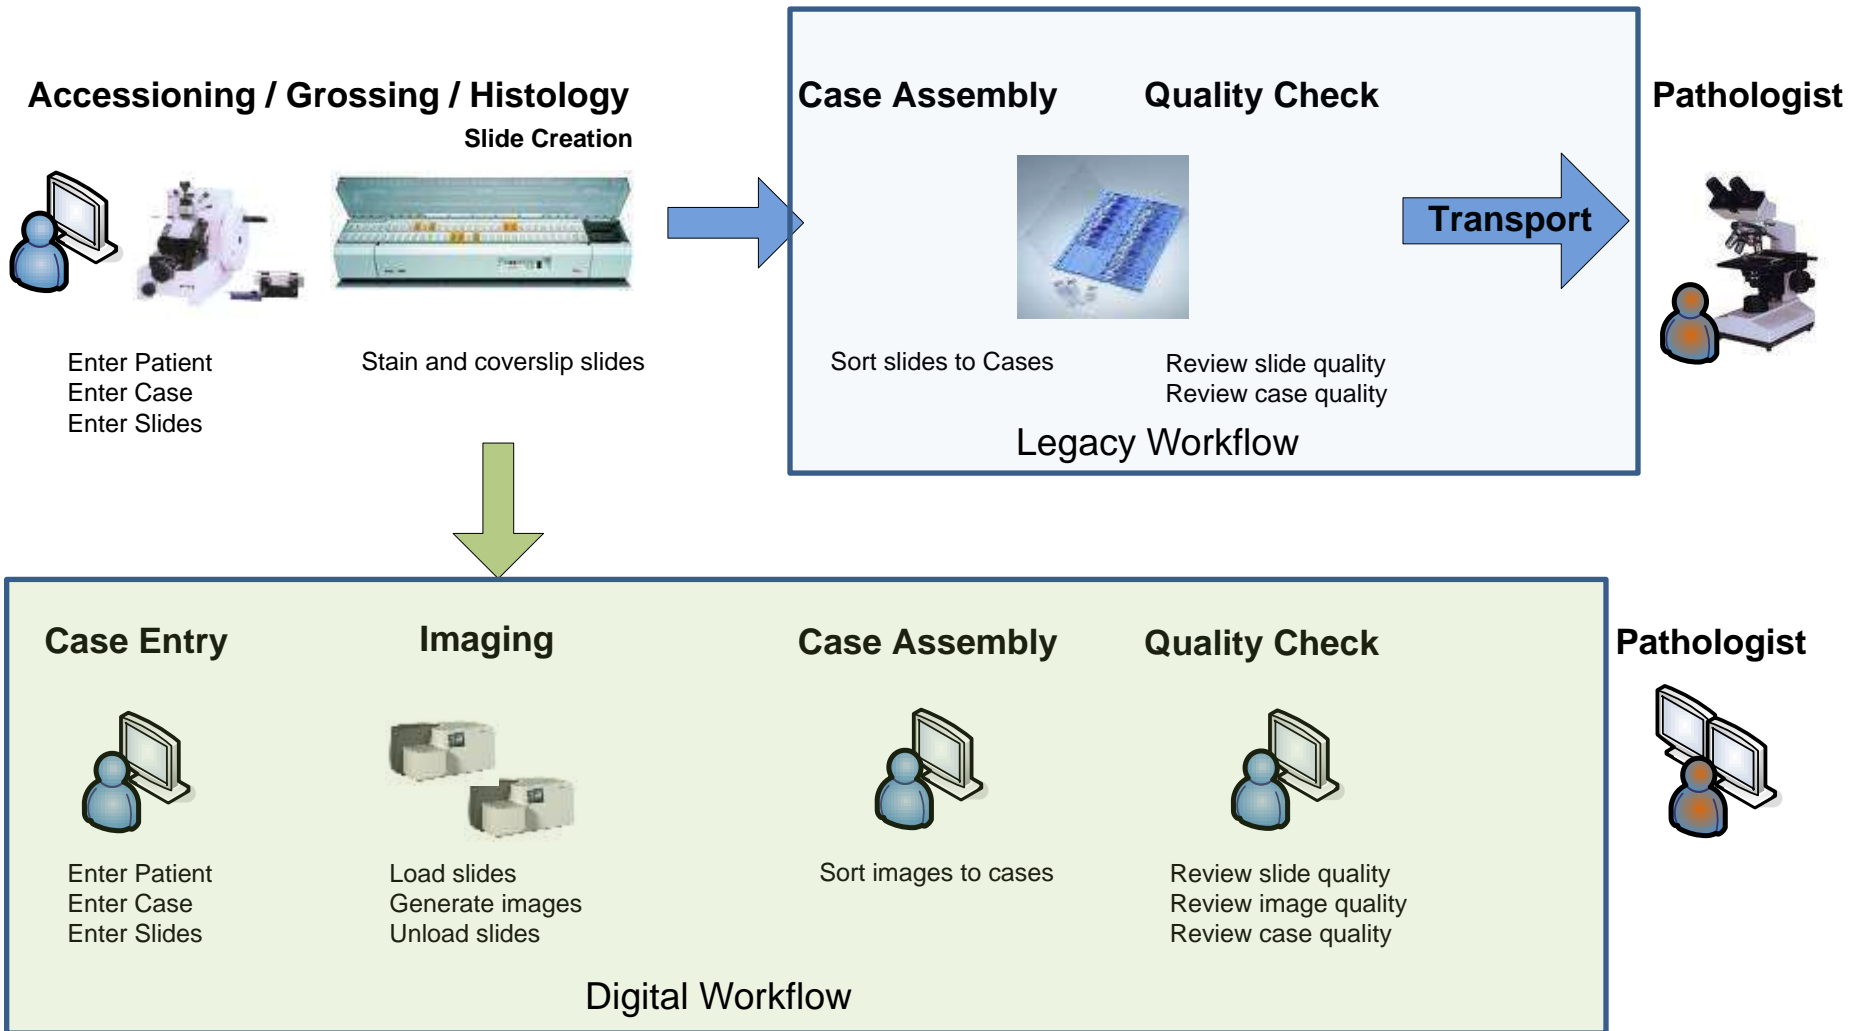 Accessioning / Grossing / Histology
Slide Creation
Enter Patient
Enter Case
Enter Slides
Stain and coverslip slides
Case Assembly
Quality Check
Transport
Sort slides to Cases
Review slide quality
Review case quality
Legacy Workflow
Pathologist
Case Entry
Enter Patient
Enter Case
Enter Slides
Imaging
Load slides
Generate images
Unload slides
Case Assembly
Sort images to cases
Quality Check
Review slide quality
Review image quality
Review case quality
Digital Workflow
Pathologist